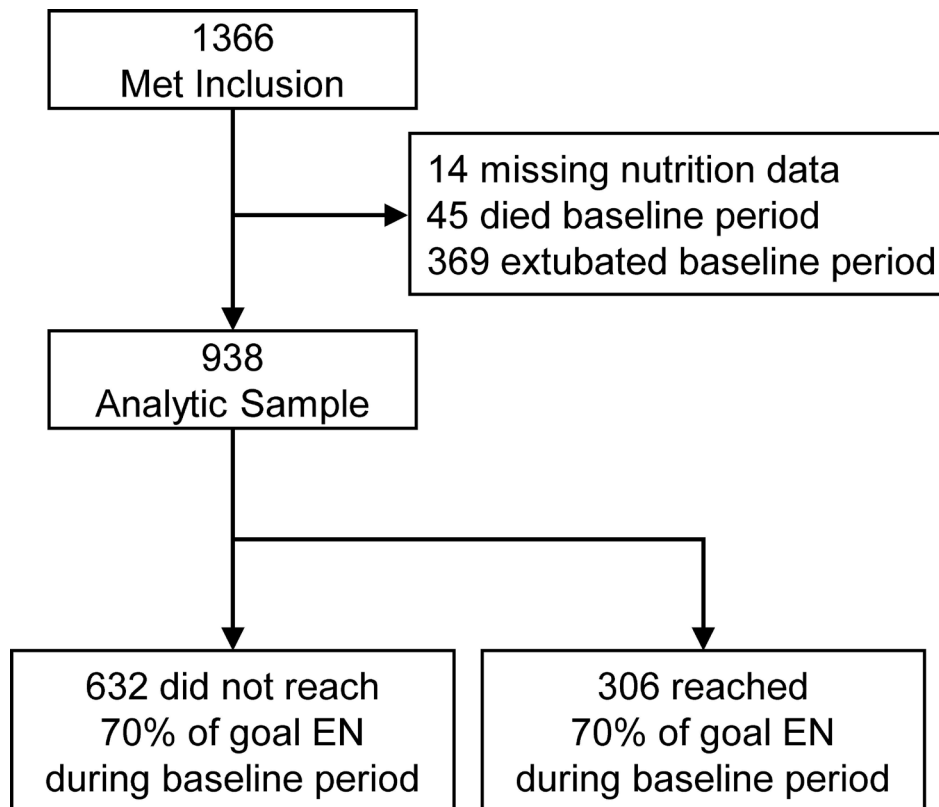 1366
Met Inclusion
14 missing nutrition data
45 died baseline period
369 extubated baseline period
938
Analytic Sample
632 did not reach
70% of goal EN
during baseline period
306 reached
70% of goal EN
during baseline period